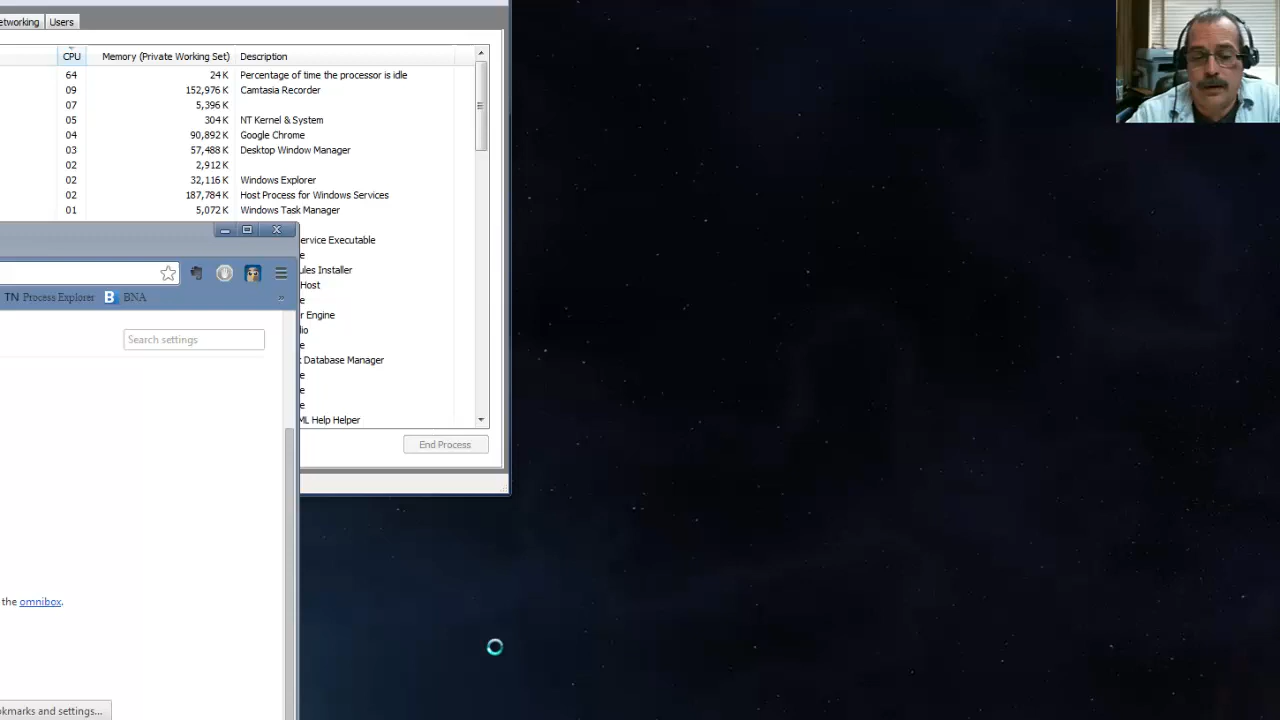 etworking Users
CPU Memory (Private Working Set) Description
64 24 K Percentage of time the processor is idle
09 152,976 K Camtasia Recorder
07 5,396 K
05 304 K NT Kernel & System
04 90,892 K Google Chrome
03 57,488 K Desktop Window Manager
02 2,912 K
02 32,116 K Windows Explorer
02 187,784 K Host Process for Windows Services
01 5,072 K Windows Task Manager
ervice Executable
e
ules Installer
Host
e
er Engine
io
e
Database Manager
e
e
e
ML Help Helper
End Process
TN Process Explorer B BNA »
Search settings
the omnibox.
okmarks and settings...